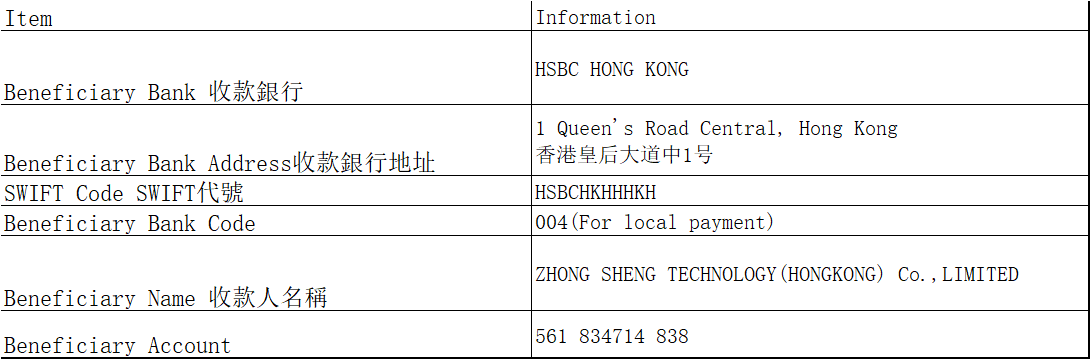 Item Information
Beneficiary Bank 收款銀行 HSBC HONG KONG
Beneficiary Bank Address收款銀行地址 1 Queen's Road Central, Hong Kong
香港皇后大道中1号
SWIFT Code SWIFT代號 HSBCHKHHHKH
Beneficiary Bank Code 004(For local payment)
Beneficiary Name 收款人名稱 ZHONG SHENG TECHNOLOGY(HONGKONG) Co.,LIMITED
Beneficiary Account 561 834714 838